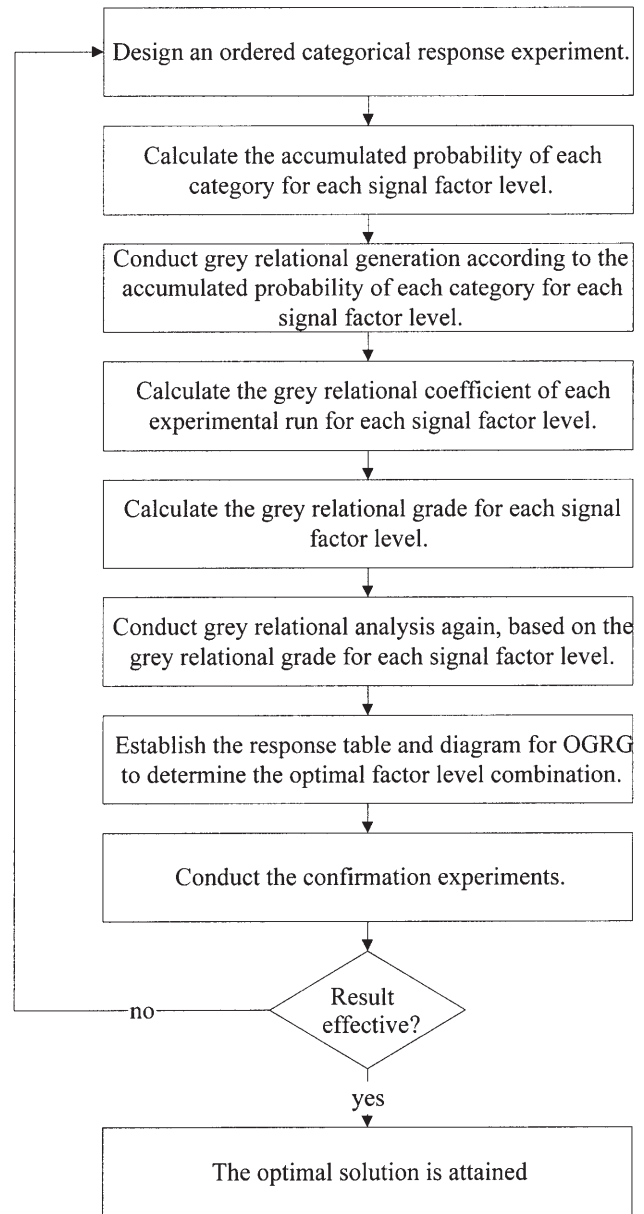 Design an ordered categorical response experiment.
Calculate the accumulated probability of each
category for each signal factor level.
Conduct grey relational generation according to the
accumulated probability of each category for each
signal factor level.
Calculate the grey relational coefficient of each
experimental run for each signal factor level.
Calculate the grey relational grade for each signal
factor level.
Conduct grey relational analysis again, based on the
grey relational grade for each signal factor level.
Establish the response table and diagram for OGRG
to determine the optimal factor level combination.
Conduct the confirmation experiments.
Result
effective?
no
yes
The optimal solution is attained